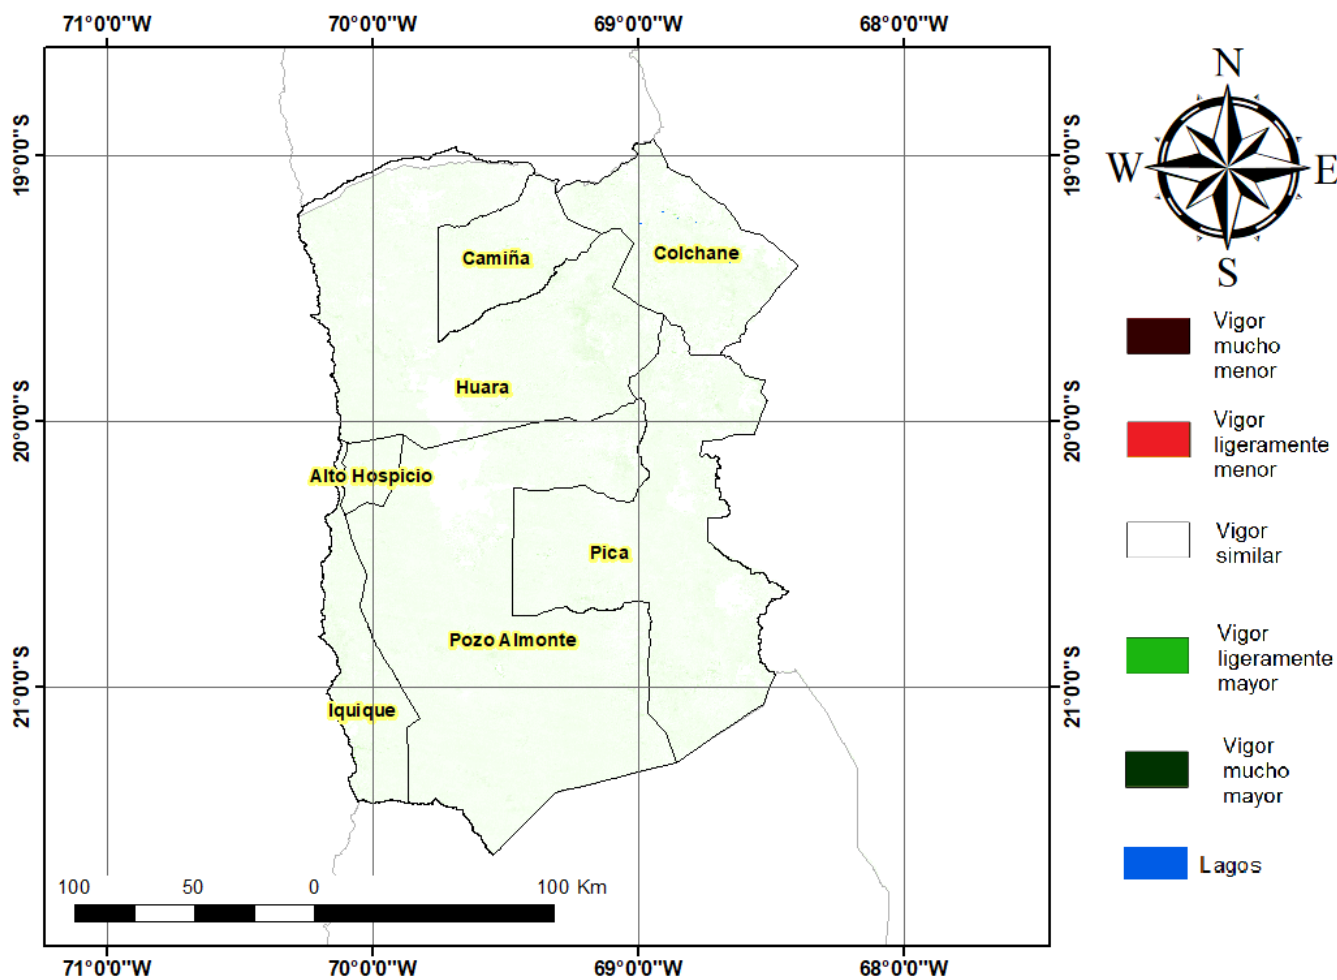 71°0'0"W 70°0'0"W 69°0'0"W 68°0'0"W
N
W E
S
19°0'0"S 19°0'0"S
20°0'0"S 20°0'0"S
21°0'0"S 21°0'0"S
Camiña
Colchane
Huara
Alto Hospicio
Pica
Pozo Almonte
Iquique
100 50 0 100 Km
71°0'0"W 70°0'0"W 69°0'0"W 68°0'0"W
Vigor
mucho
menor
Vigor
ligeramente
menor
Vigor
similar
Vigor
ligeramente
mayor
Vigor
mucho
mayor
Lagos